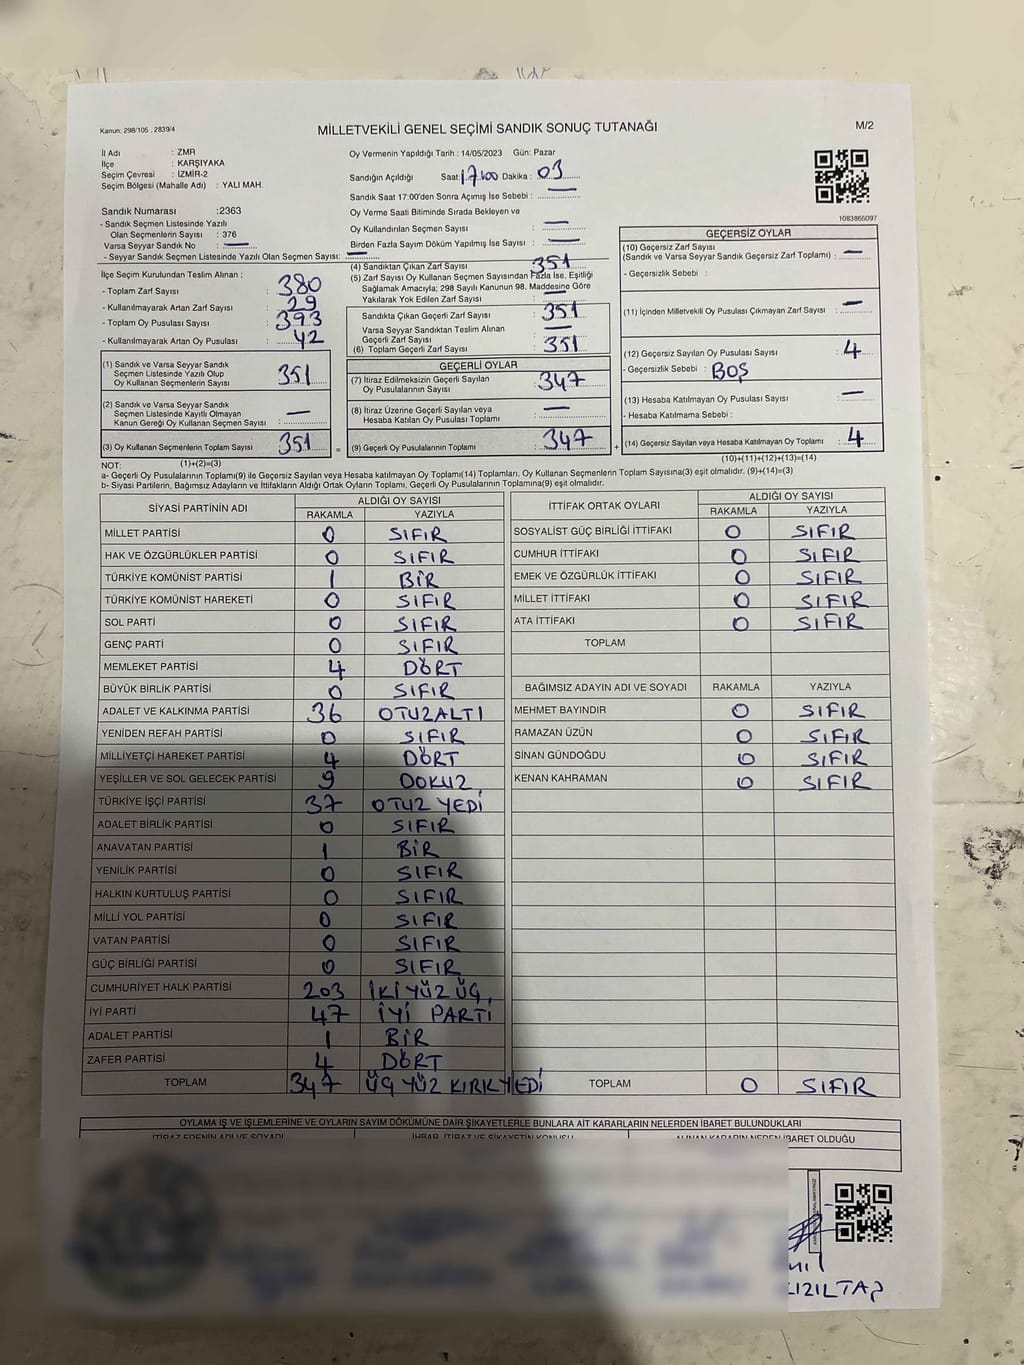 Kanun: 298/105 , 2839/4
MİLLETVEKİLİ GENEL SEÇİMİ SANDIK SONUÇ TUTANAĞI
M/2
İl Adı : ZMR
İlçe : KARŞIYAKA
Seçim Çevresi : İZMİR-2
Seçim Bölgesi (Mahalle Adı) : YALI MAH.
Sandık Numarası :2363
- Sandık Seçmen Listesinde Yazılı
Olan Seçmenlerin Sayısı : 376
Varsa Seyyar Sandık No : —
- Seyyar Sandık Seçmen Listesinde Yazılı Olan Seçmen Sayısı: —
Oy Vermenin Yapıldığı Tarih : 14/05/2023 Gün: Pazar
Sandığın Açıldığı Saat: 17:00 Dakika : 03
Sandık Saat 17:00'den Sonra Açımış İse Sebebi : —
Oy Verme Saati Bitiminde Sırada Bekleyen ve
Oy Kullandırılan Seçmen Sayısı : —
Birden Fazla Sayım Döküm Yapılmış İse Sayısı : —
1083865097
İlçe Seçim Kurulundan Teslim Alınan ;
- Toplam Zarf Sayısı : 380
- Kullanılmayarak Artan Zarf Sayısı : 29
- Toplam Oy Pusulası Sayısı : 393
- Kullanılmayarak Artan Oy Pusulası : 42
(1) Sandık ve Varsa Seyyar Sandık
Seçmen Listesinde Yazılı Olup
Oy Kullanan Seçmenlerin Sayısı : 351
(2) Sandık ve Varsa Seyyar Sandık
Seçmen Listesinde Kayıtlı Olmayan
Kanun Gereği Oy Kullanan Seçmen Sayısı : —
(3) Oy Kullanan Seçmenlerin Toplam Sayısı : 351 =
(1)+(2)=(3)
(4) Sandıktan Çıkan Zarf Sayısı : 351
(5) Zarf Sayısı Oy Kullanan Seçmen Sayısından Fazla İse, Eşitliği
Sağlamak Amacıyla; 298 Sayılı Kanunun 98. Maddesine Göre
Yakılarak Yok Edilen Zarf Sayısı : —
Sandıkta Çıkan Geçerli Zarf Sayısı : 351
Varsa Seyyar Sandıktan Teslim Alınan
Geçerli Zarf Sayısı : —
(6) Toplam Geçerli Zarf Sayısı : 351
GEÇERLİ OYLAR
(7) İtiraz Edilmeksizin Geçerli Sayılan
Oy Pusulalarının Sayısı : 347
(8) İtiraz Üzerine Geçerli Sayılan veya
Hesaba Katılan Oy Pusulası Toplamı : —
(9) Geçerli Oy Pusulalarının Toplamı : 347 +
GEÇERSİZ OYLAR
(10) Geçersiz Zarf Sayısı
(Sandık ve Varsa Seyyar Sandık Geçersiz Zarf Toplamı) : —
- Geçersizlik Sebebi :
(11) İçinden Milletvekili Oy Pusulası Çıkmayan Zarf Sayısı : —
(12) Geçersiz Sayılan Oy Pusulası Sayısı : 4
- Geçersizlik Sebebi : BOŞ
(13) Hesaba Katılmayan Oy Pusulası Sayısı : —
- Hesaba Katılmama Sebebi :
(14) Geçersiz Sayılan veya Hesaba Katılmayan Oy Toplamı : 4
(10)+(11)+(12)+(13)=(14)
NOT:
a- Geçerli Oy Pusulalarının Toplamı(9) ile Geçersiz Sayılan veya Hesaba katılmayan Oy Toplamı(14) Toplamları, Oy Kullanan Seçmenlerin Toplam Sayısına(3) eşit olmalıdır. (9)+(14)=(3)
b- Siyasi Partilerin, Bağımsız Adayların ve İttifakların Aldığı Ortak Oyların Toplamı, Geçerli Oy Pusulalarının Toplamına(9) eşit olmalıdır.
SİYASİ PARTİNİN ADI ALDIĞI OY SAYISI
RAKAMLA YAZIYLA
MİLLET PARTİSİ 0 SIFIR
HAK VE ÖZGÜRLÜKLER PARTİSİ 0 SIFIR
TÜRKİYE KOMÜNİST PARTİSİ 1 BİR
TÜRKİYE KOMÜNİST HAREKETİ 0 SIFIR
SOL PARTİ 0 SIFIR
GENÇ PARTİ 0 SIFIR
MEMLEKET PARTİSİ 4 DÖRT
BÜYÜK BİRLİK PARTİSİ 0 SIFIR
ADALET VE KALKINMA PARTİSİ 36 OTUZALTI
YENİDEN REFAH PARTİSİ 0 SIFIR
MİLLİYETÇİ HAREKET PARTİSİ 4 DÖRT
YEŞİLLER VE SOL GELECEK PARTİSİ 9 DOKUZ
TÜRKİYE İŞÇİ PARTİSİ 37 OTUZ YEDİ
ADALET BİRLİK PARTİSİ 0 SIFIR
ANAVATAN PARTİSİ 1 BİR
YENİLİK PARTİSİ 0 SIFIR
HALKIN KURTULUŞ PARTİSİ 0 SIFIR
MİLLİ YOL PARTİSİ 0 SIFIR
VATAN PARTİSİ 0 SIFIR
GÜÇ BİRLİĞİ PARTİSİ 0 SIFIR
CUMHURİYET HALK PARTİSİ 203 İKİ YÜZ ÜÇ
İYİ PARTİ 47 İYİ PARTİ
ADALET PARTİSİ 1 BİR
ZAFER PARTİSİ 4 DÖRT
TOPLAM 347 ÜÇ YÜZ KIRK YEDİ
İTTİFAK ORTAK OYLARI ALDIĞI OY SAYISI
RAKAMLA YAZIYLA
SOSYALİST GÜÇ BİRLİĞİ İTTİFAKI 0 SIFIR
CUMHUR İTTİFAKI 0 SIFIR
EMEK VE ÖZGÜRLÜK İTTİFAKI 0 SIFIR
MİLLET İTTİFAKI 0 SIFIR
ATA İTTİFAKI 0 SIFIR
TOPLAM
BAĞIMSIZ ADAYIN ADI VE SOYADI RAKAMLA YAZIYLA
MEHMET BAYINDIR 0 SIFIR
RAMAZAN ÜZÜN 0 SIFIR
SİNAN GÜNDOĞDU 0 SIFIR
KENAN KAHRAMAN 0 SIFIR
TOPLAM 0 SIFIR
OYLAMA İŞ VE İŞLEMLERİNE VE OYLARIN SAYIM DÖKÜMÜNE DAİR ŞİKAYETLERLE BUNLARA AİT KARARLARIN NELERDEN İBARET BULUNDUKLARI
İTİRAZ EDENİN ADI VE SOYADI İHBAR, İTİRAZ VE ŞİKAYETİN KONUSU ALINAN KARARIN NEDEN İBARET OLDUĞU